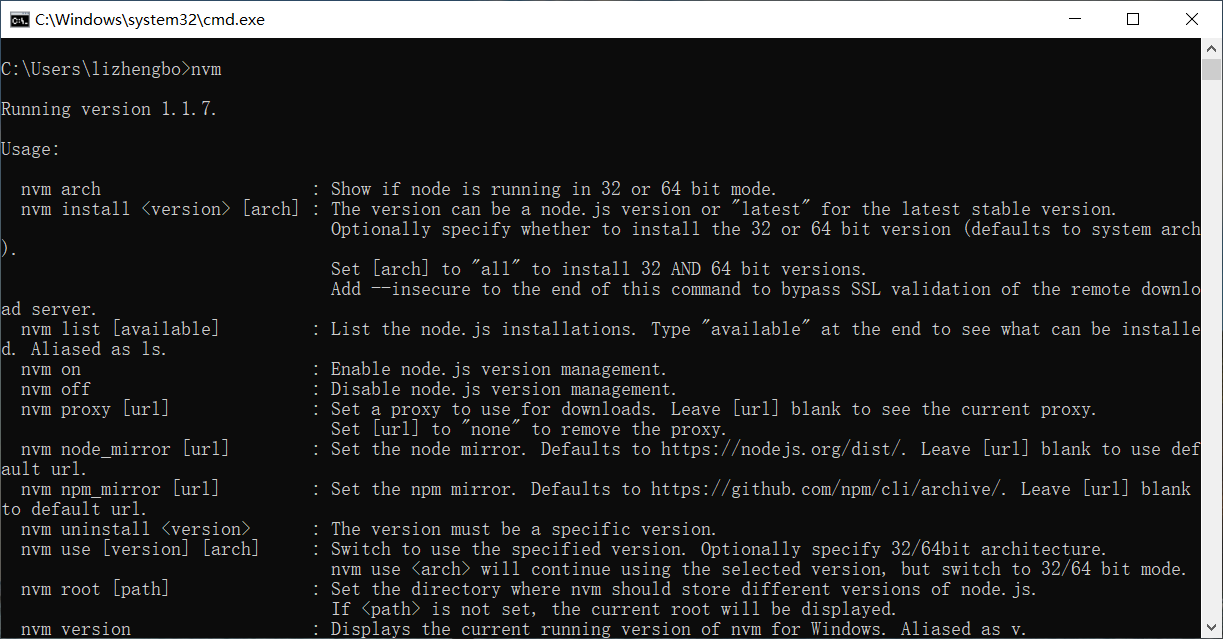 C:\Windows\system32\cmd.exe
C:\Users\lizhengbo>nvm
Running version 1.1.7.
Usage:
  nvm arch                     : Show if node is running in 32 or 64 bit mode.
  nvm install <version> [arch] : The version can be a node.js version or "latest" for the latest stable version.
                                 Optionally specify whether to install the 32 or 64 bit version (defaults to system arch
).
                                 Set [arch] to "all" to install 32 AND 64 bit versions.
                                 Add --insecure to the end of this command to bypass SSL validation of the remote downlo
ad server.
  nvm list [available]         : List the node.js installations. Type "available" at the end to see what can be installe
d. Aliased as ls.
  nvm on                       : Enable node.js version management.
  nvm off                      : Disable node.js version management.
  nvm proxy [url]              : Set a proxy to use for downloads. Leave [url] blank to see the current proxy.
                                 Set [url] to "none" to remove the proxy.
  nvm node_mirror [url]        : Set the node mirror. Defaults to https://nodejs.org/dist/. Leave [url] blank to use def
ault url.
  nvm npm_mirror [url]         : Set the npm mirror. Defaults to https://github.com/npm/cli/archive/. Leave [url] blank
to default url.
  nvm uninstall <version>      : The version must be a specific version.
  nvm use [version] [arch]     : Switch to use the specified version. Optionally specify 32/64bit architecture.
                                 nvm use <arch> will continue using the selected version, but switch to 32/64 bit mode.
  nvm root [path]              : Set the directory where nvm should store different versions of node.js.
                                 If <path> is not set, the current root will be displayed.
  nvm version                  : Displays the current running version of nvm for Windows. Aliased as v.